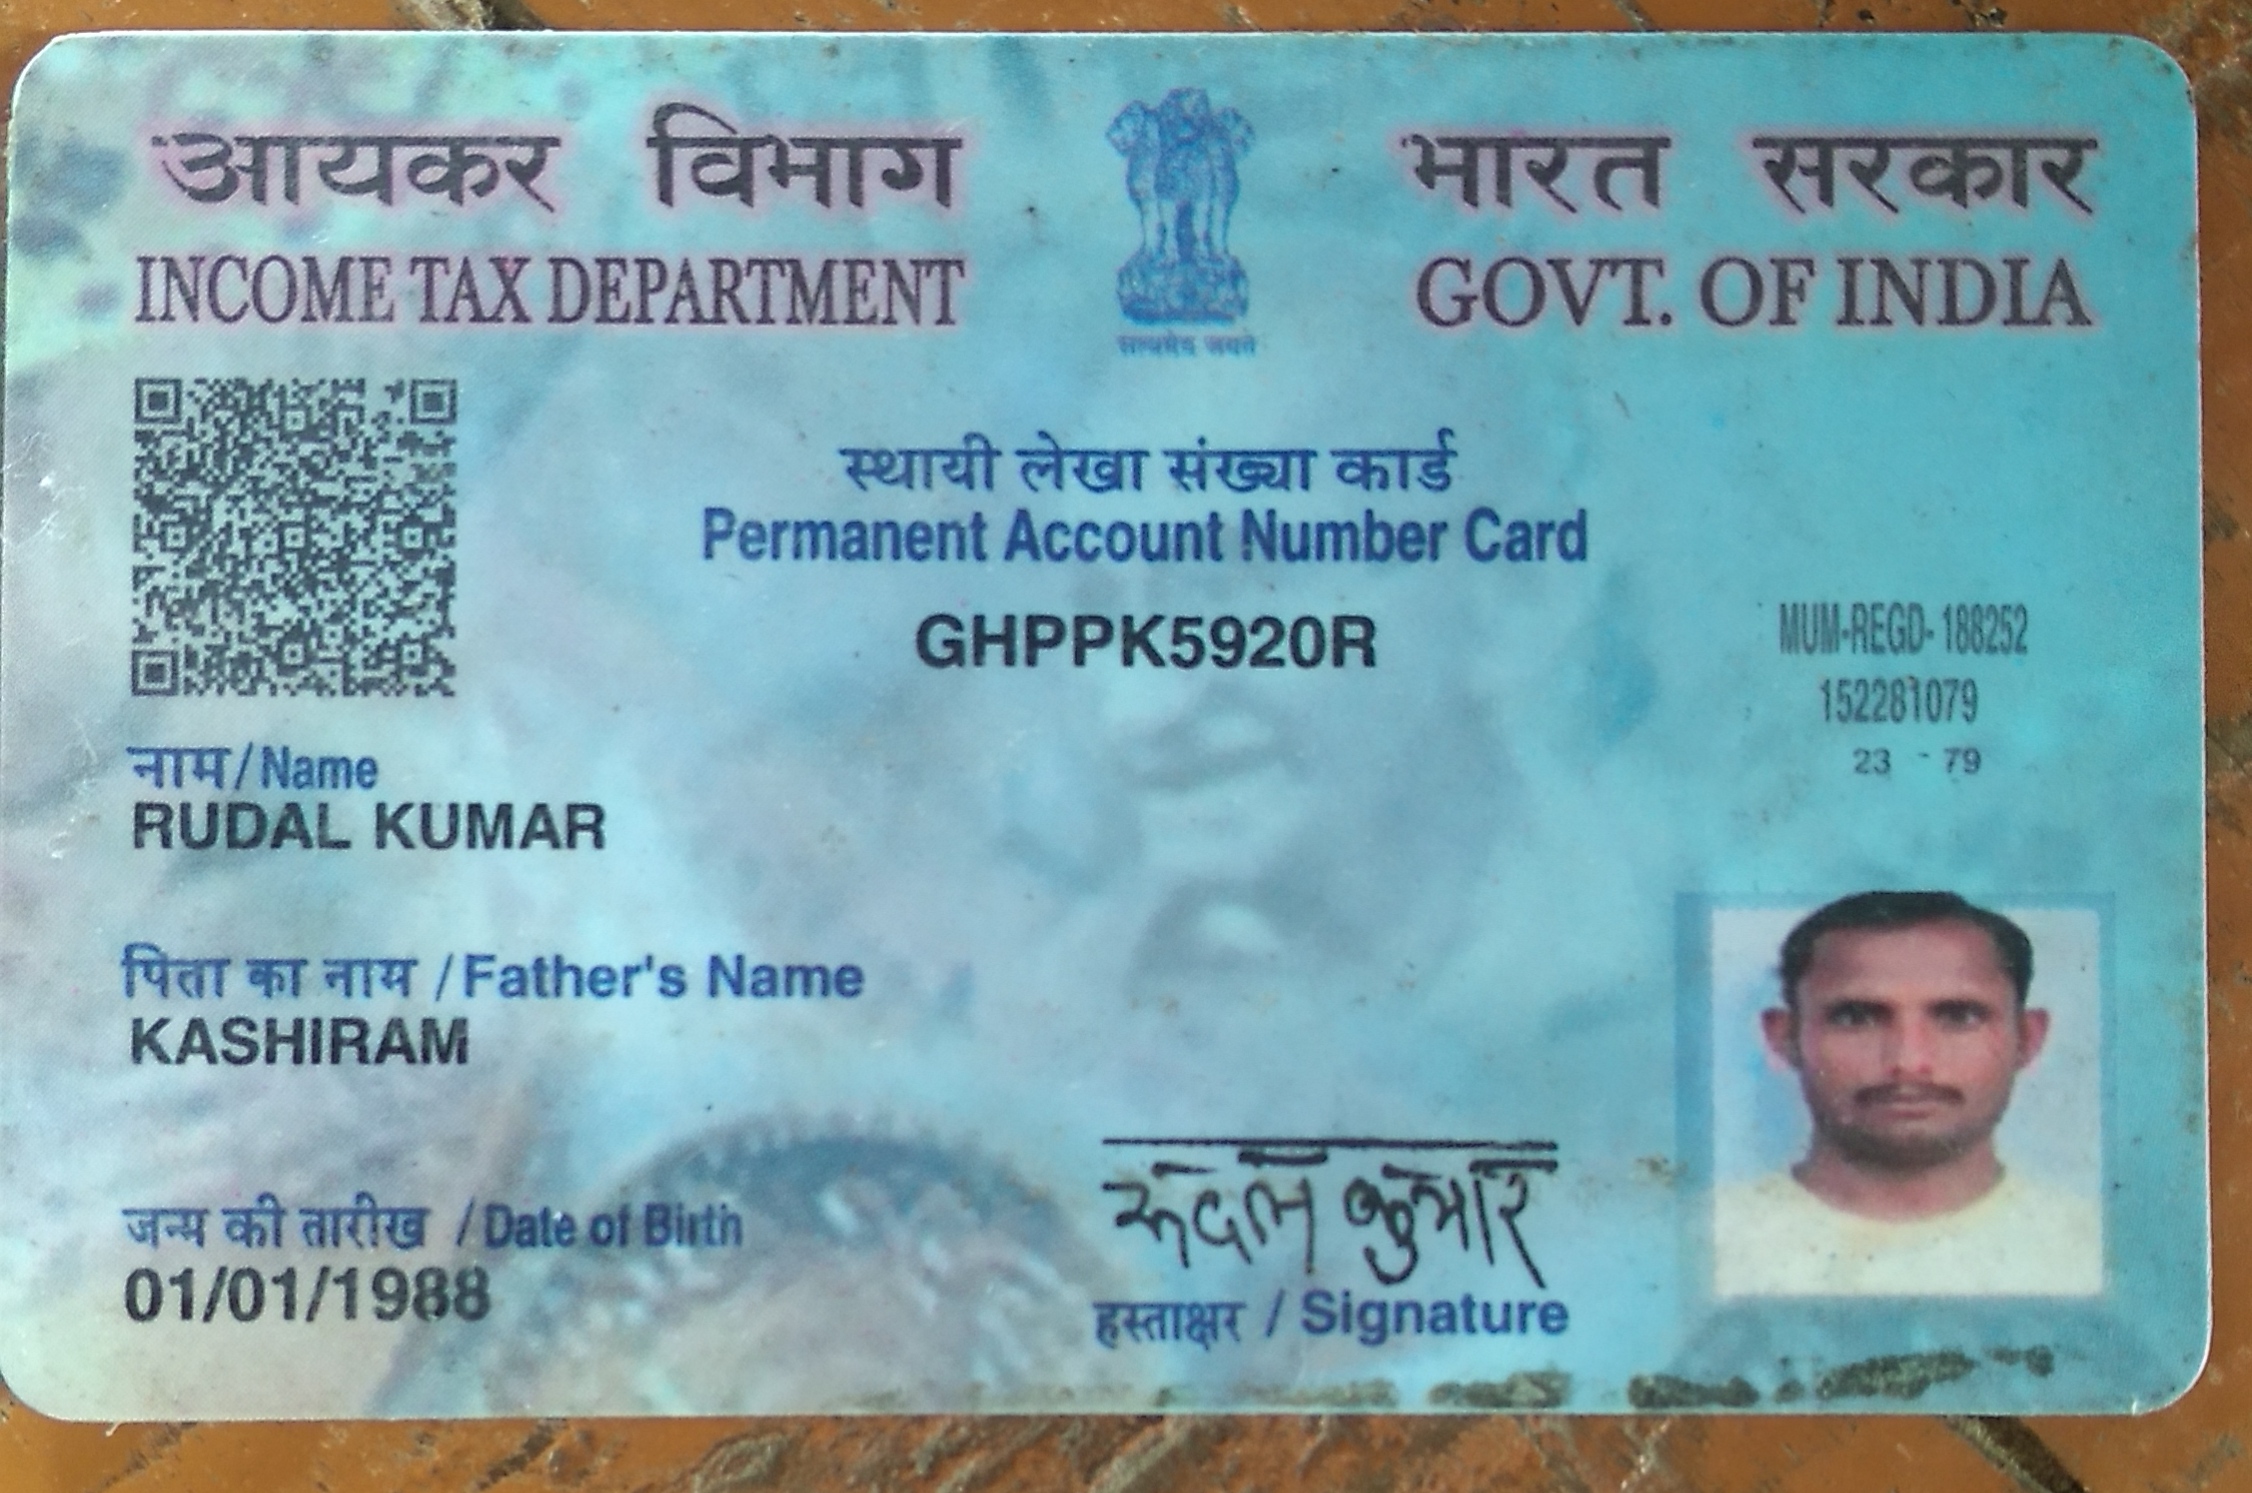 आयकर विभाग
INCOME TAX DEPARTMENT
सत्यमेव जयते
भारत सरकार
GOVT. OF INDIA
स्थायी लेखा संख्या कार्ड
Permanent Account Number Card
GHPPK5920R
MUM-REGD- 188252
152281079
23 - 79
नाम/Name
RUDAL KUMAR
पिता का नाम / Father's Name
KASHIRAM
जन्म की तारीख / Date of Birth
01/01/1988
रुदल कुमार
हस्ताक्षर / Signature